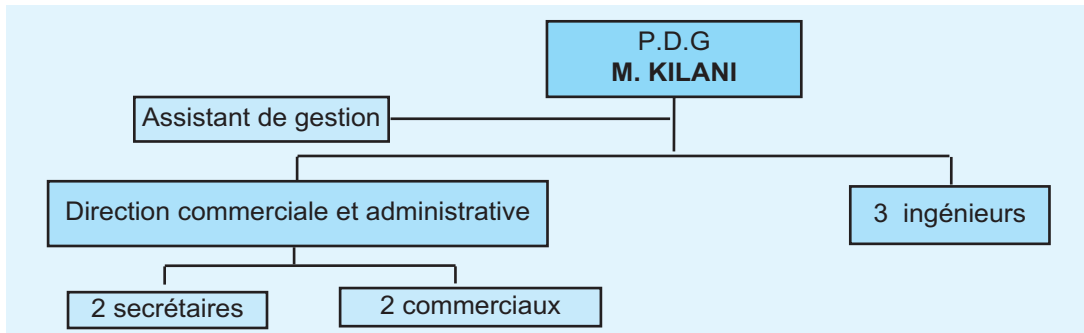 P.D.G
M. KILANI
Assistant de gestion
Direction commerciale et administrative
3 ingénieurs
2 secrétaires
2 commerciaux